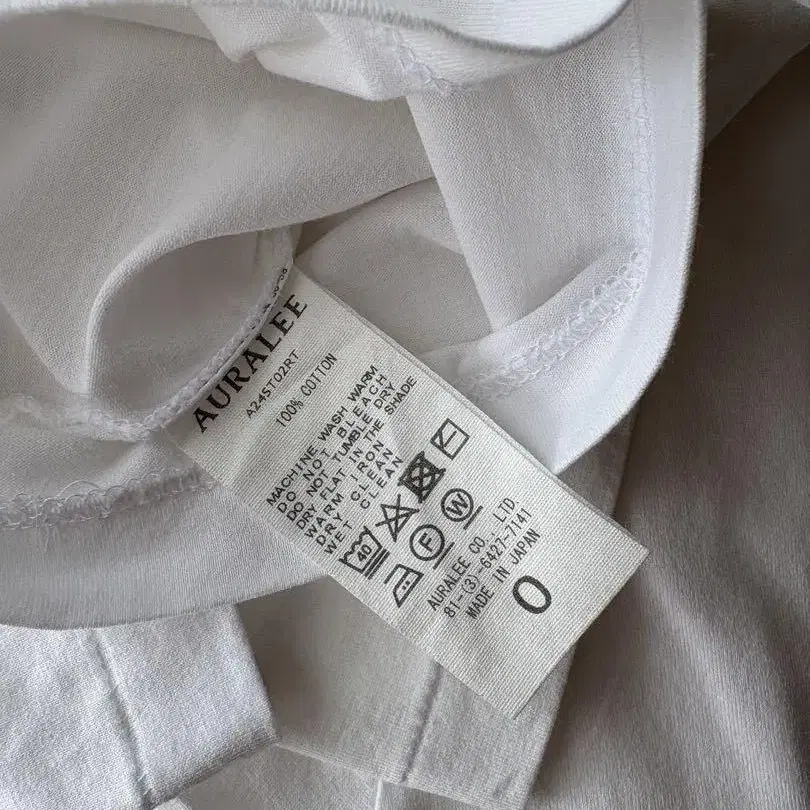 AURALEE
A24ST02RT
100% COTTON
MACHINE WASH WARM
DO NOT BLEACH
DO NOT TUMBLE DRY
DRY FLAT IN THE SHADE
WARM IRON
DRY CLEAN
WET CLEAN
40
F
W
AURALEE CO., LTD.
81-(3)-6427-7141
MADE IN JAPAN
0